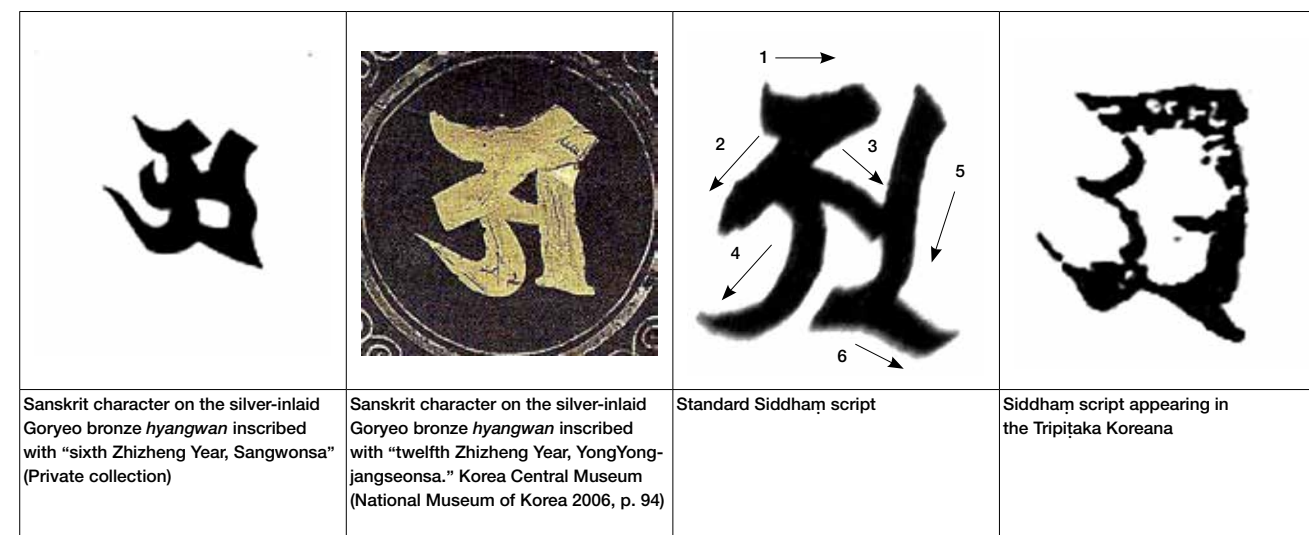 1
2
3
4
5
6
Sanskrit character on the silver-inlaid
Goryeo bronze hyangwan inscribed
with “sixth Zhizheng Year, Sangwonsa”
(Private collection)
Sanskrit character on the silver-inlaid
Goryeo bronze hyangwan inscribed
with “twelfth Zhizheng Year, YongYong-
jangseonsa.” Korea Central Museum
(National Museum of Korea 2006, p. 94)
Standard Siddhaṃ script
Siddhaṃ script appearing in
the Tripiṭaka Koreana